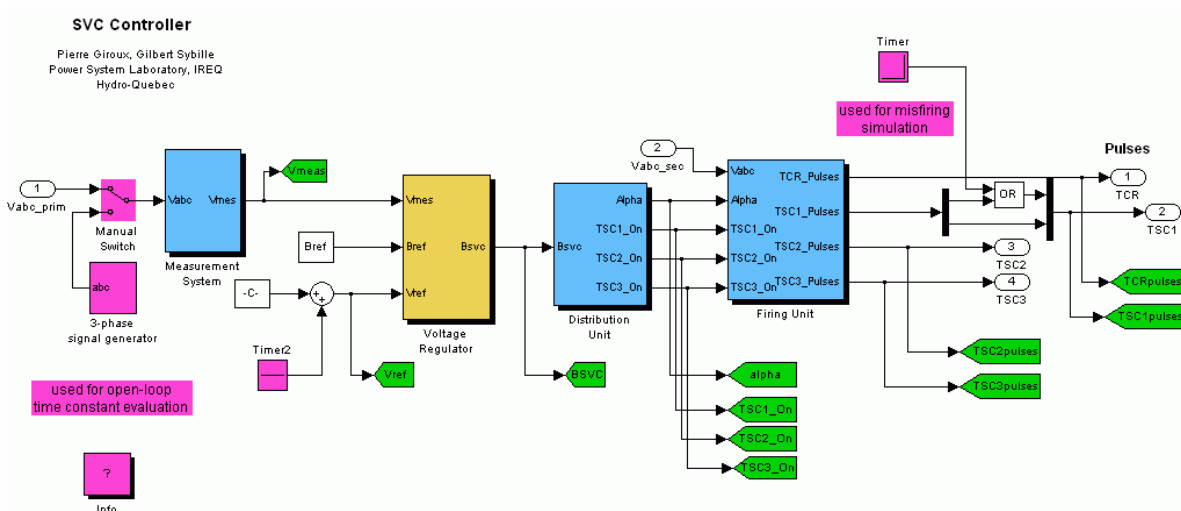 SVC Controller
Pierre Giroux, Gilbert Sybille
Power System Laboratory, IREQ
Hydro-Quebec
Timer
used for misfiring
simulation
Pulses
1
Vabc_prim
Manual
Switch
Vabc
Vmes
Measurement
System
abc
3-phase
signal generator
Vmeas
Bref
-C-
Timer2
Vref
Vmes
Bref
Vref
Bsvc
Voltage
Regulator
BSVC
Bsvc
Alpha
TSC1_On
TSC2_On
TSC3_On
Distribution
Unit
2
Vabc_sec
Vabc
Alpha
TSC1_On
TSC2_On
TSC3_On
TCR_Pulses
TSC1_Pulses
TSC2_Pulses
TSC3_Pulses
Firing Unit
OR
1
TCR
2
TSC1
3
TSC2
4
TSC3
TCRpulses
TSC1pulses
TSC2pulses
TSC3pulses
alpha
TSC1_On
TSC2_On
TSC3_On
used for open-loop
time constant evaluation
?
Info